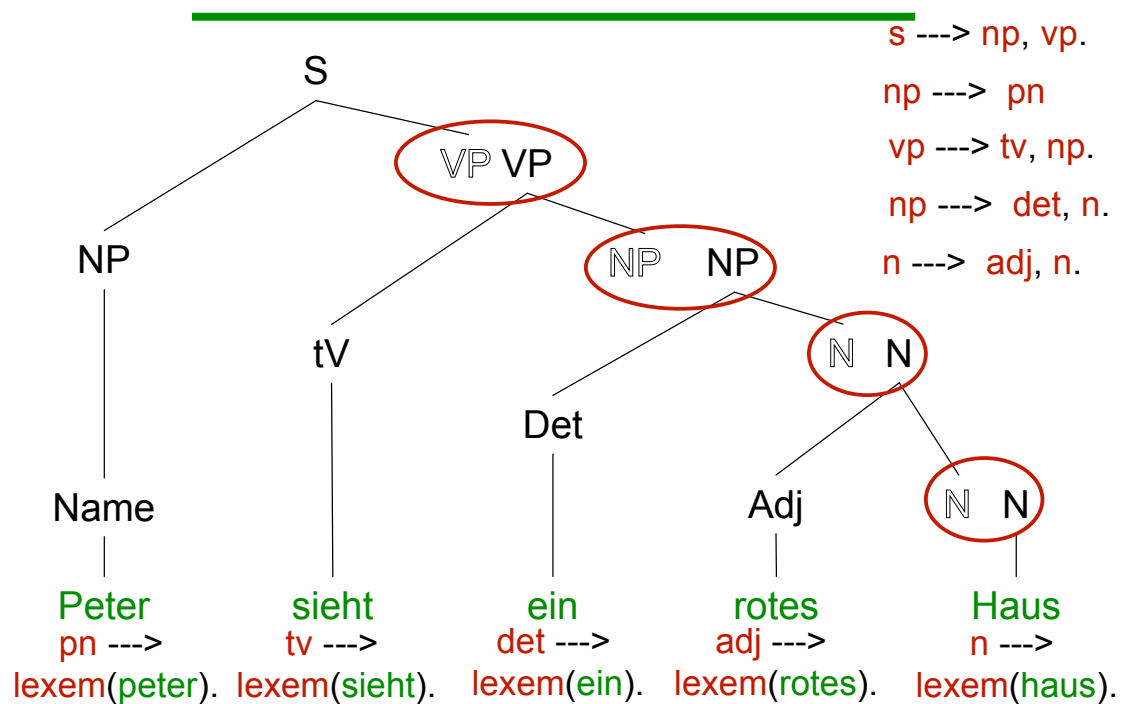 s ---> np, vp.
S
np ---> pn
vp ---> tv, np.
VP VP
np ---> det, n.
NP
NP NP
n ---> adj, n.
tV
N N
Det
Name
Adj
N N
Peter sieht ein rotes Haus
pn ---> tv ---> det ---> adj ---> n --->
lexem(peter). lexem(sieht). lexem(ein). lexem(rotes). lexem(haus).